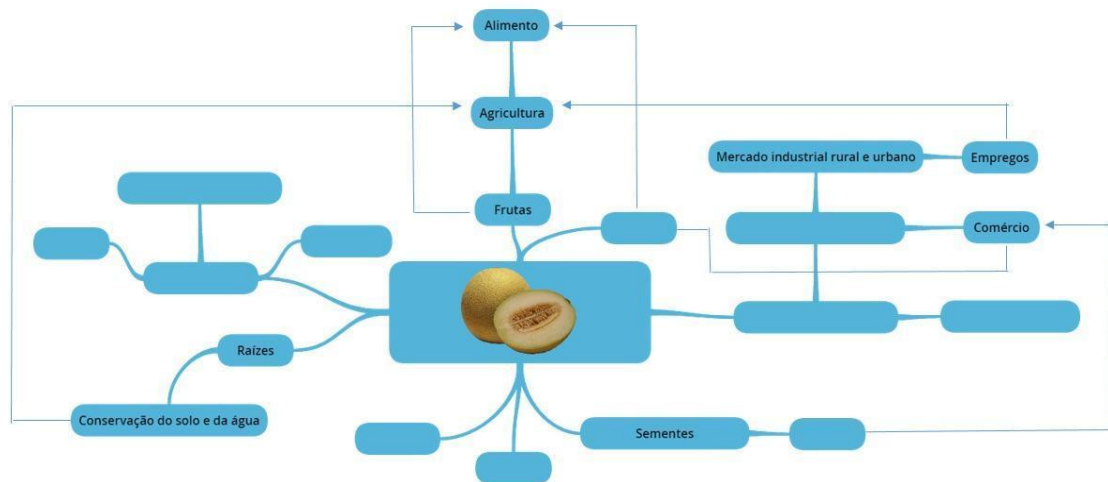 Alimento
Agricultura
Mercado industrial rural e urbano
Empregos
Frutas
Comércio
Raízes
Conservação do solo e da água
Sementes